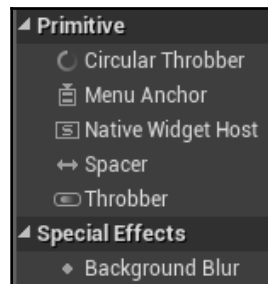 Primitive
Circular Throbber
Menu Anchor
Native Widget Host
Spacer
Throbber
Special Effects
Background Blur